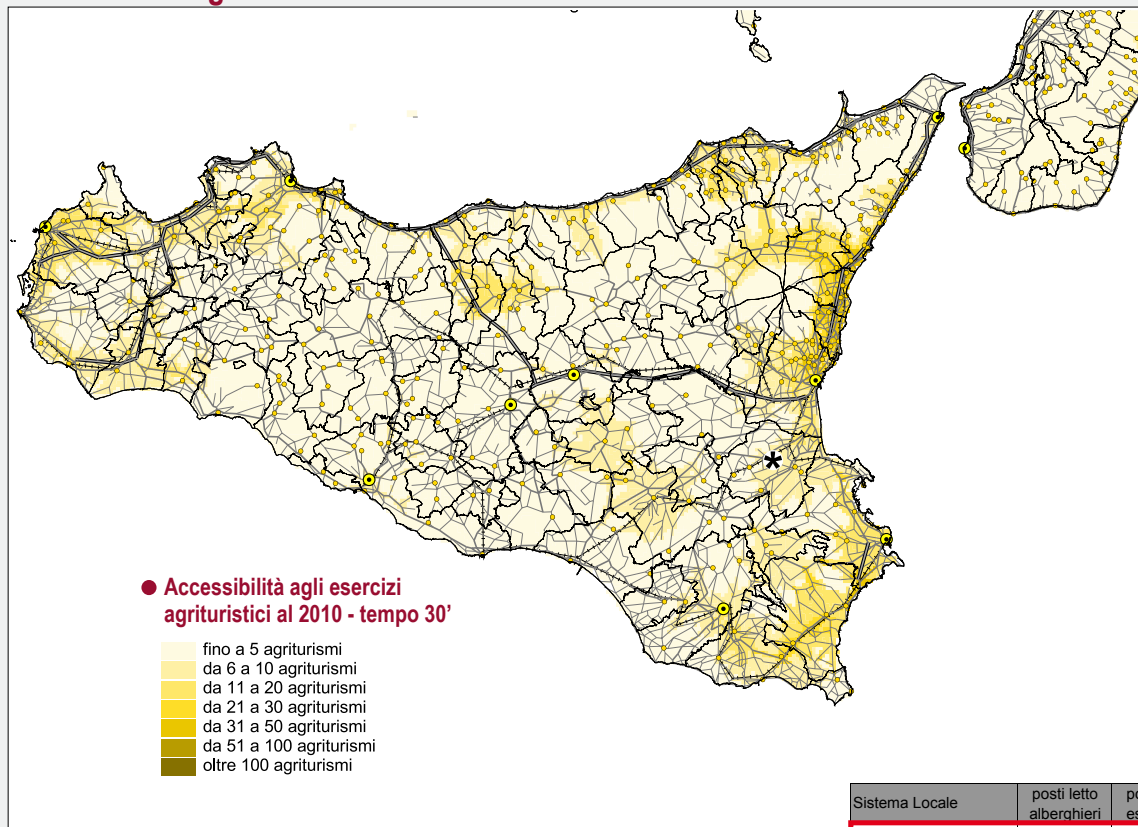 ● Accessibilità agli esercizi
agrituristici al 2010 - tempo 30'
fino a 5 agriturismi
da 6 a 10 agriturismi
da 11 a 20 agriturismi
da 21 a 30 agriturismi
da 31 a 50 agriturismi
da 51 a 100 agriturismi
oltre 100 agriturismi
*
Sistema Locale
posti letto
alberghieri